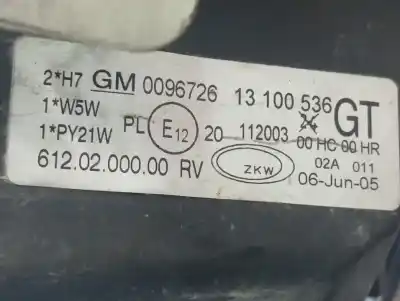 2*H7 GM 0096726 13 100 536 GT
1*W5W
1*PY21W PL E12 20 112003 00 HC 00 HR
02A 011
612.02.000.00 RV ZKW 06-Jun-05